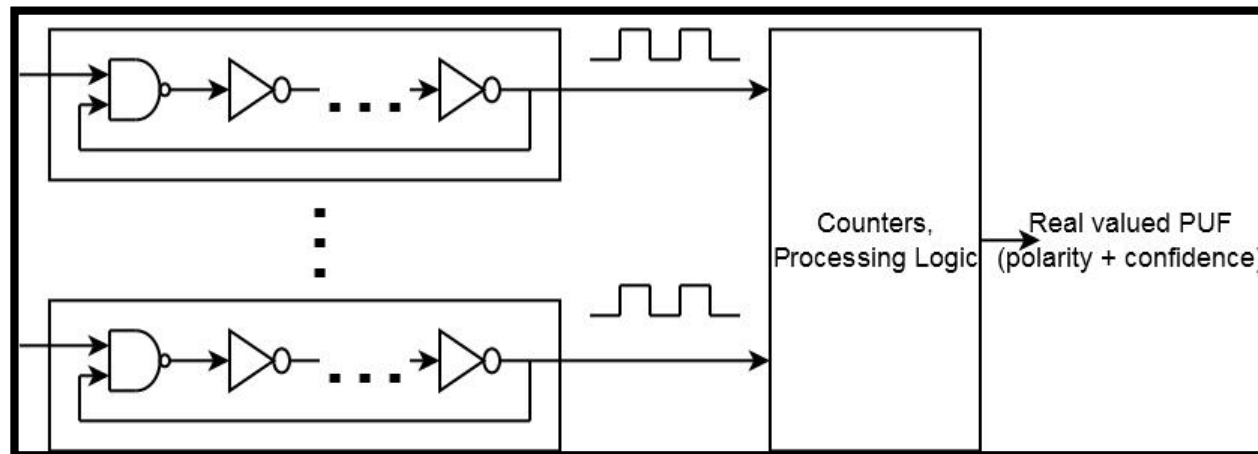 Counters,
Processing Logic
Real valued PUF
(polarity + confidence)